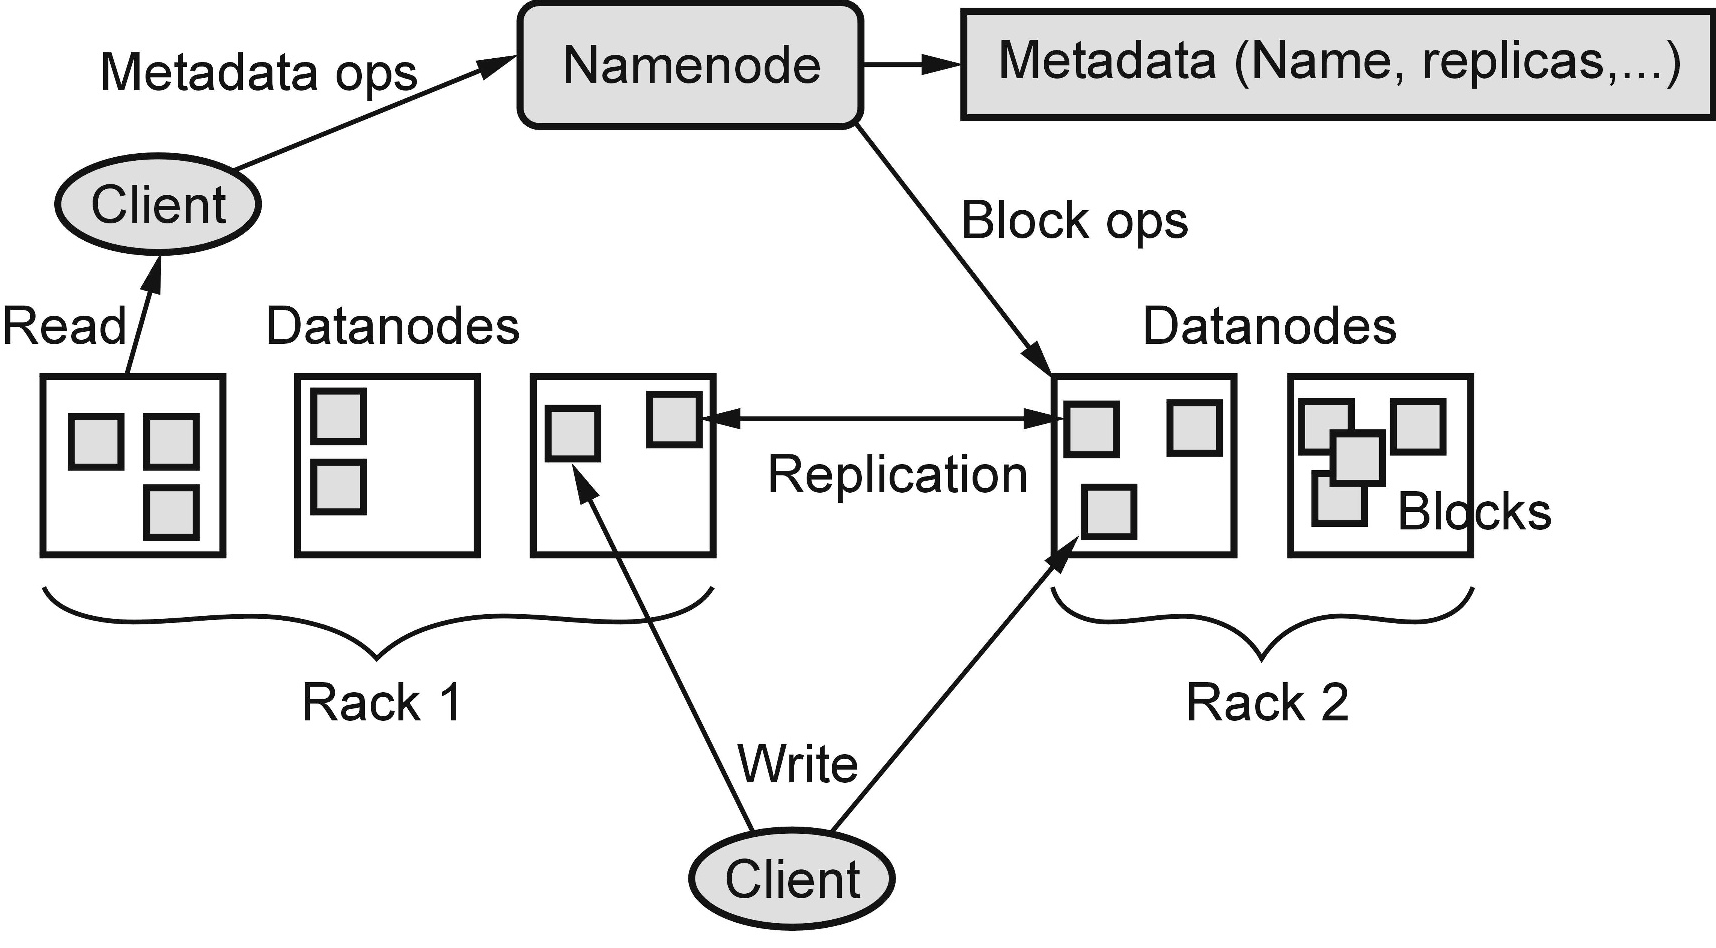 Namenode
Metadata (Name, replicas,...)
Metadata ops
Client
Block ops
Read
Datanodes
Datanodes
Replication
Blocks
Rack 1
Rack 2
Write
Client